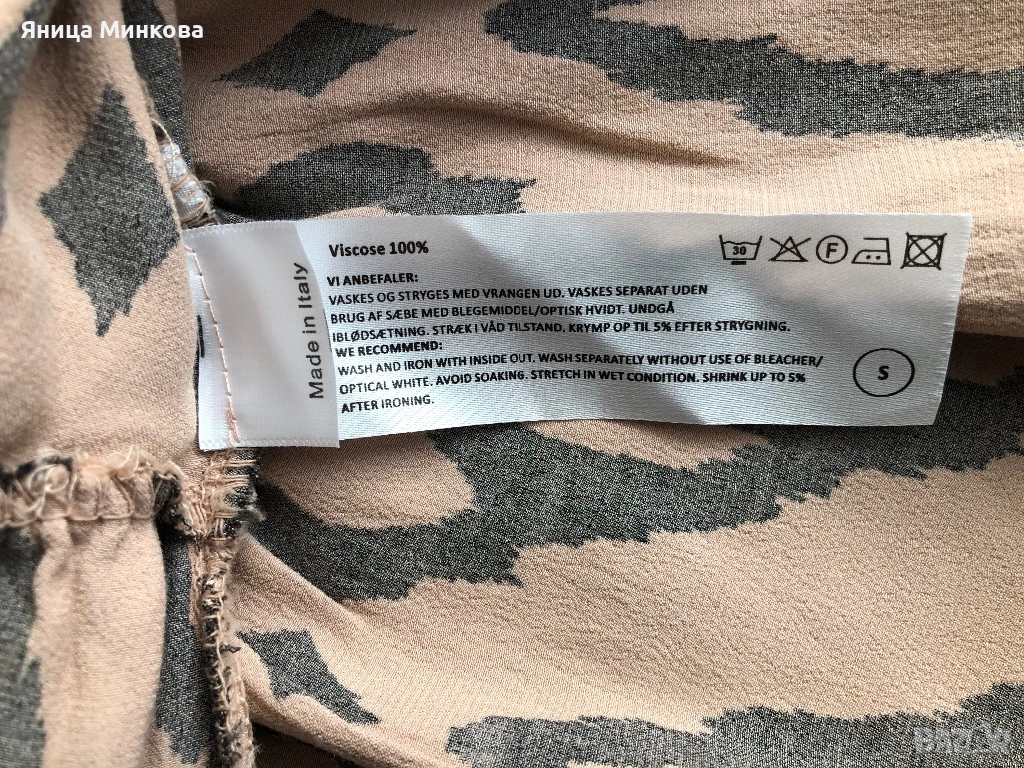 Яница Минкова
Made in Italy
Viscose 100%
30
F
VI ANBEFALER:
VASKES OG STRYGES MED VRANGEN UD. VASKES SEPARAT UDEN
BRUG AF SÆBE MED BLEGEMIDDEL/OPTISK HVIDT. UNDGÅ
IBLØDSÆTNING. STRÆK I VÅD TILSTAND. KRYMP OP TIL 5% EFTER STRYGNING.
WE RECOMMEND:
WASH AND IRON WITH INSIDE OUT. WASH SEPARATELY WITHOUT USE OF BLEACHER/
OPTICAL WHITE. AVOID SOAKING. STRETCH IN WET CONDITION. SHRINK UP TO 5%
AFTER IRONING.
S